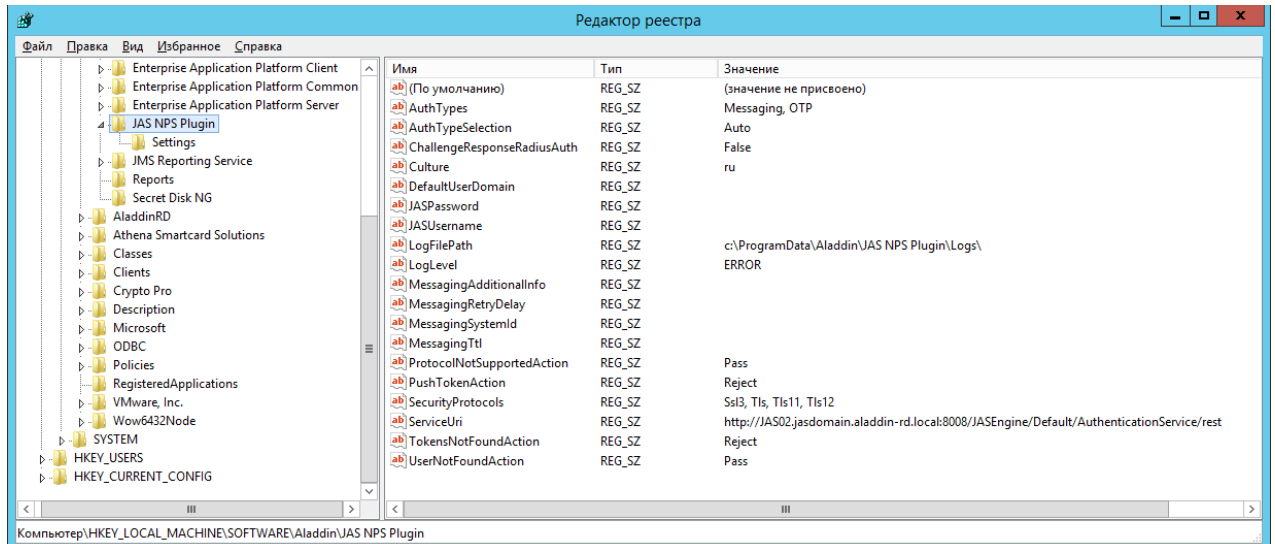 Редактор реестра
Файл Правка Вид Избранное Справка
Enterprise Application Platform Client
Enterprise Application Platform Common
Enterprise Application Platform Server
JAS NPS Plugin
Settings
JMS Reporting Service
Reports
Secret Disk NG
AladdinRD
Athena Smartcard Solutions
Classes
Clients
Crypto Pro
Description
Microsoft
ODBC
Policies
RegisteredApplications
VMware, Inc.
Wow6432Node
SYSTEM
HKEY_USERS
HKEY_CURRENT_CONFIG
Имя Тип Значение
(По умолчанию) REG_SZ (значение не присвоено)
AuthTypes REG_SZ Messaging, OTP
AuthTypeSelection REG_SZ Auto
ChallengeResponseRadiusAuth REG_SZ False
Culture REG_SZ ru
DefaultUserDomain REG_SZ
JASPassword REG_SZ
JASUsername REG_SZ
LogFilePath REG_SZ c:\ProgramData\Aladdin\JAS NPS Plugin\Logs\
LogLevel REG_SZ ERROR
MessagingAdditionalInfo REG_SZ
MessagingRetryDelay REG_SZ
MessagingSystemId REG_SZ
MessagingTtl REG_SZ
ProtocolNotSupportedAction REG_SZ Pass
PushTokenAction REG_SZ Reject
SecurityProtocols REG_SZ Ssl3, Tls, Tls11, Tls12
ServiceUri REG_SZ http://JAS02.jasdomain.aladdin-rd.local:8008/JASEngine/Default/AuthenticationService/rest
TokensNotFoundAction REG_SZ Reject
UserNotFoundAction REG_SZ Pass
Компьютер\HKEY_LOCAL_MACHINE\SOFTWARE\Aladdin\JAS NPS Plugin